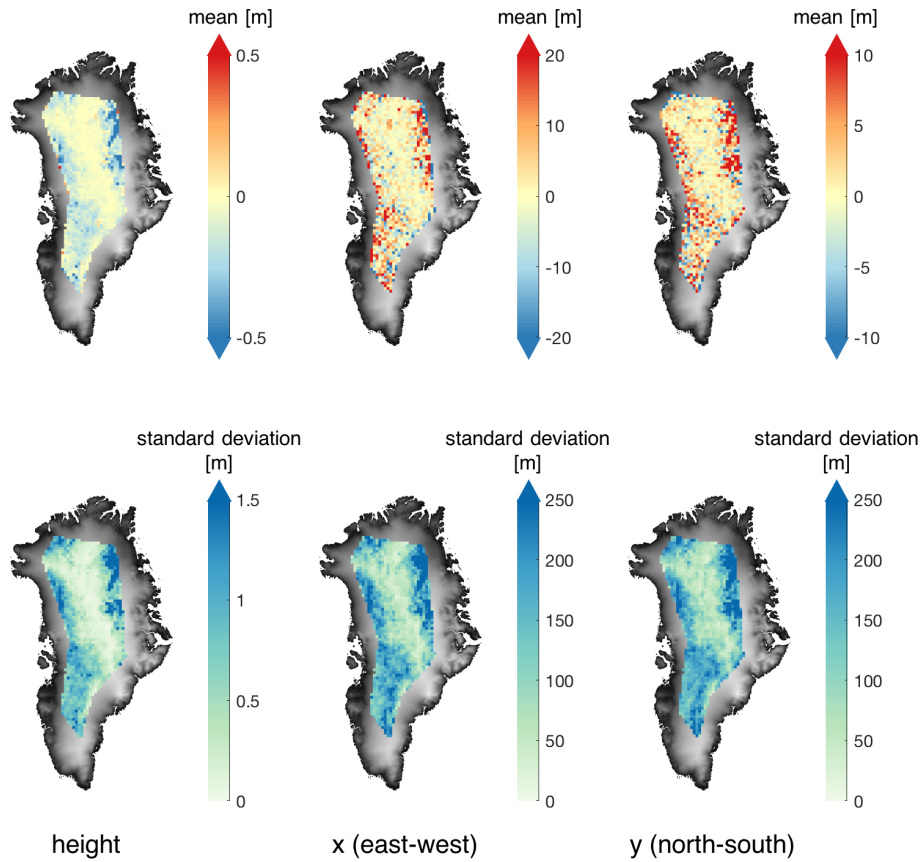 mean [m] mean [m] mean [m]
0.5 20 10
10 5
0 0 0
-10 -5
-0.5 -20 -10
standard deviation standard deviation standard deviation
[m] [m] [m]
1.5 250 250
200 200
1 150 150
100 100
0.5 50 50
0 0 0
height x (east-west) y (north-south)